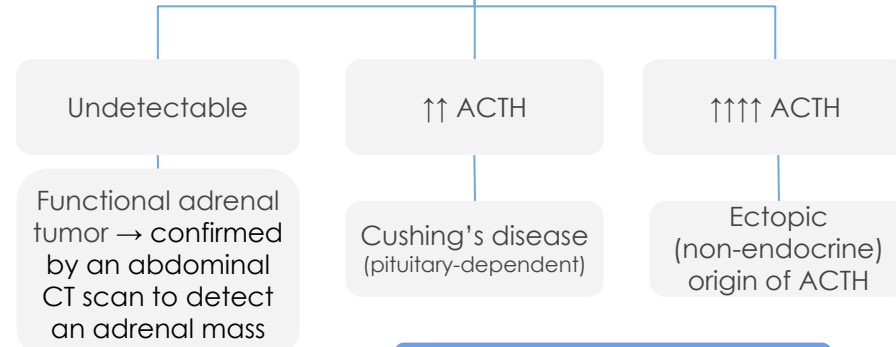 Undetectable
↑↑ ACTH
↑↑↑↑ ACTH
Functional adrenal
tumor → confirmed
by an abdominal
CT scan to detect
an adrenal mass
Cushing’s disease
(pituitary-dependent)
Ectopic
(non-endocrine)
origin of ACTH